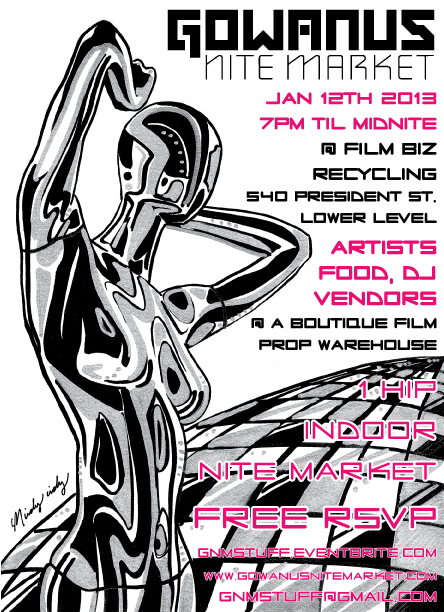 GOWANUS
NITE MARKET
JAN 12TH 2013
7PM TIL MIDNITE
@ FILM BIZ
RECYCLING
540 PRESIDENT ST.
LOWER LEVEL
ARTISTS
FOOD, DJ
VENDORS
@ A BOUTIQUE FILM
PROP WAREHOUSE
1 HIP
INDOOR
NITE MARKET
FREE RSVP
GNMSTUFF.EVENTBRITE.COM
WWW.GOWANUSNITEMARKET.COM
GNMSTUFF@GMAIL.COM